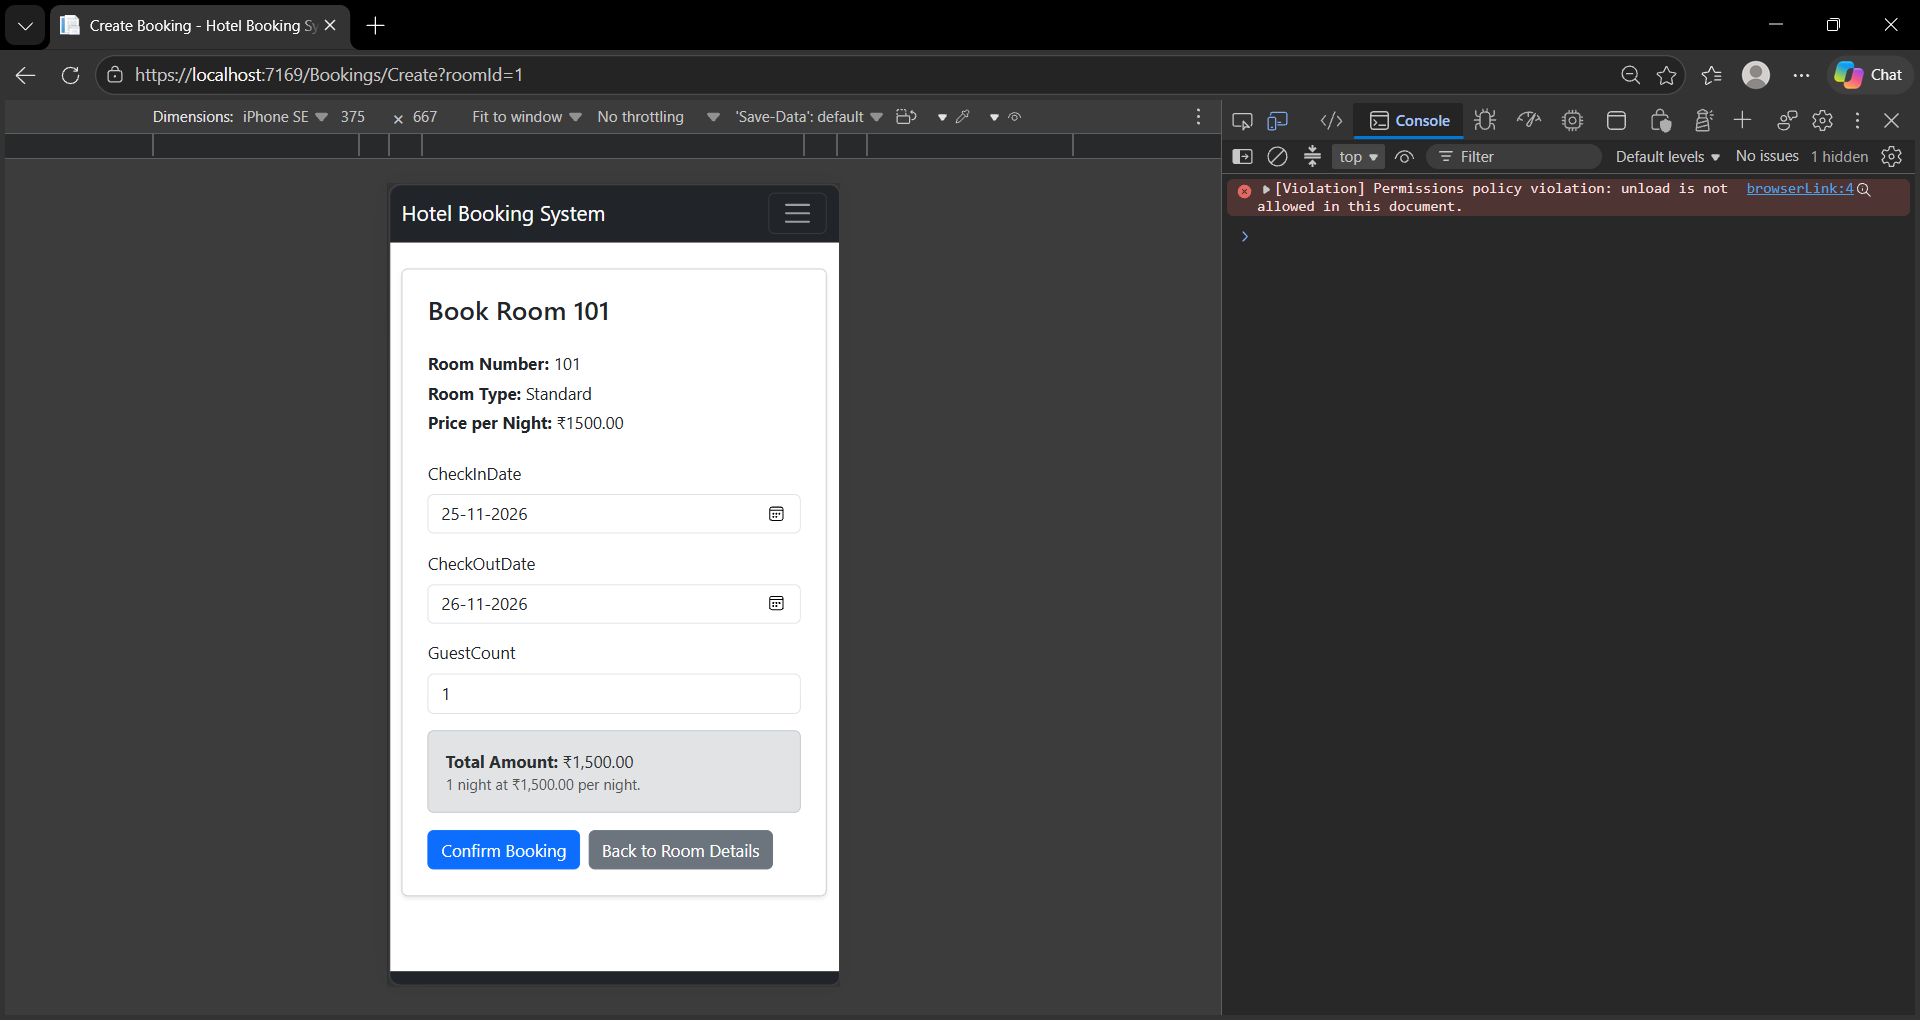 Create Booking - Hotel Booking Sy
https://localhost:7169/Bookings/Create?roomId=1
Chat
Dimensions: iPhone SE 375 × 667 Fit to window No throttling 'Save-Data': default
Console
top Filter Default levels No issues 1 hidden
[Violation] Permissions policy violation: unload is not browserLink:4
allowed in this document.
Hotel Booking System
Book Room 101
Room Number: 101
Room Type: Standard
Price per Night: ₹1500.00
CheckInDate
25-11-2026
CheckOutDate
26-11-2026
GuestCount
1
Total Amount: ₹1,500.00
1 night at ₹1,500.00 per night.
Confirm Booking Back to Room Details